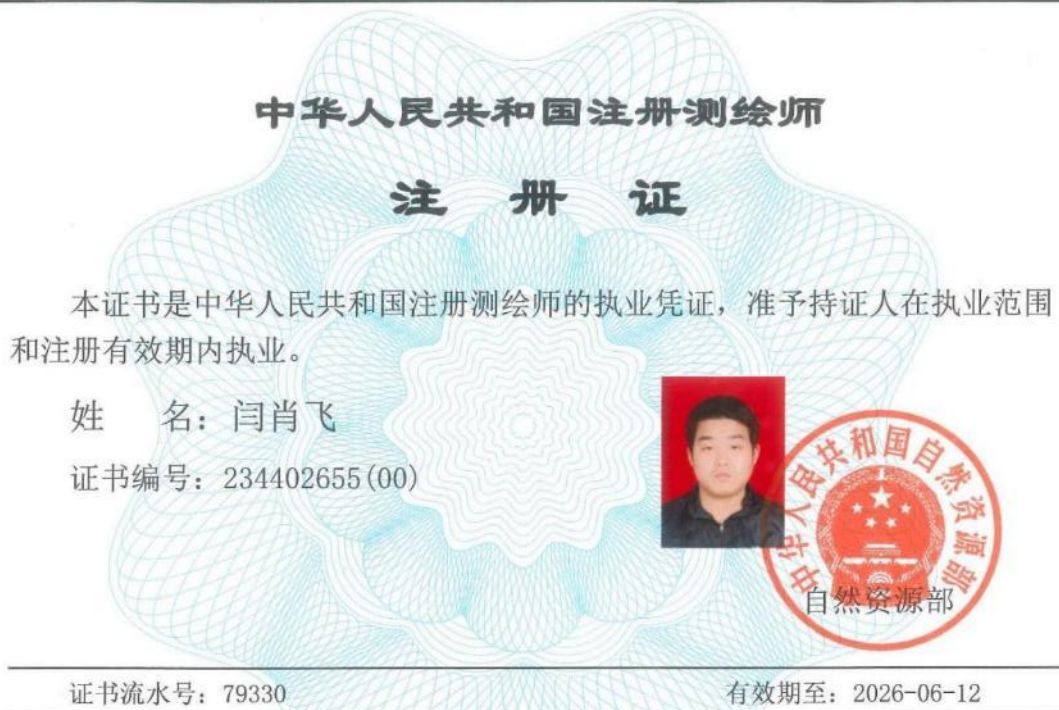 中华人民共和国注册测绘师
注 册 证
本证书是中华人民共和国注册测绘师的执业凭证，准予持证人在执业范围
和注册有效期内执业。
姓 名：闫肖飞
证书编号：234402655(00)
中华人民共和国自然资源部
自然资源部
证书流水号：79330
有效期至：2026-06-12